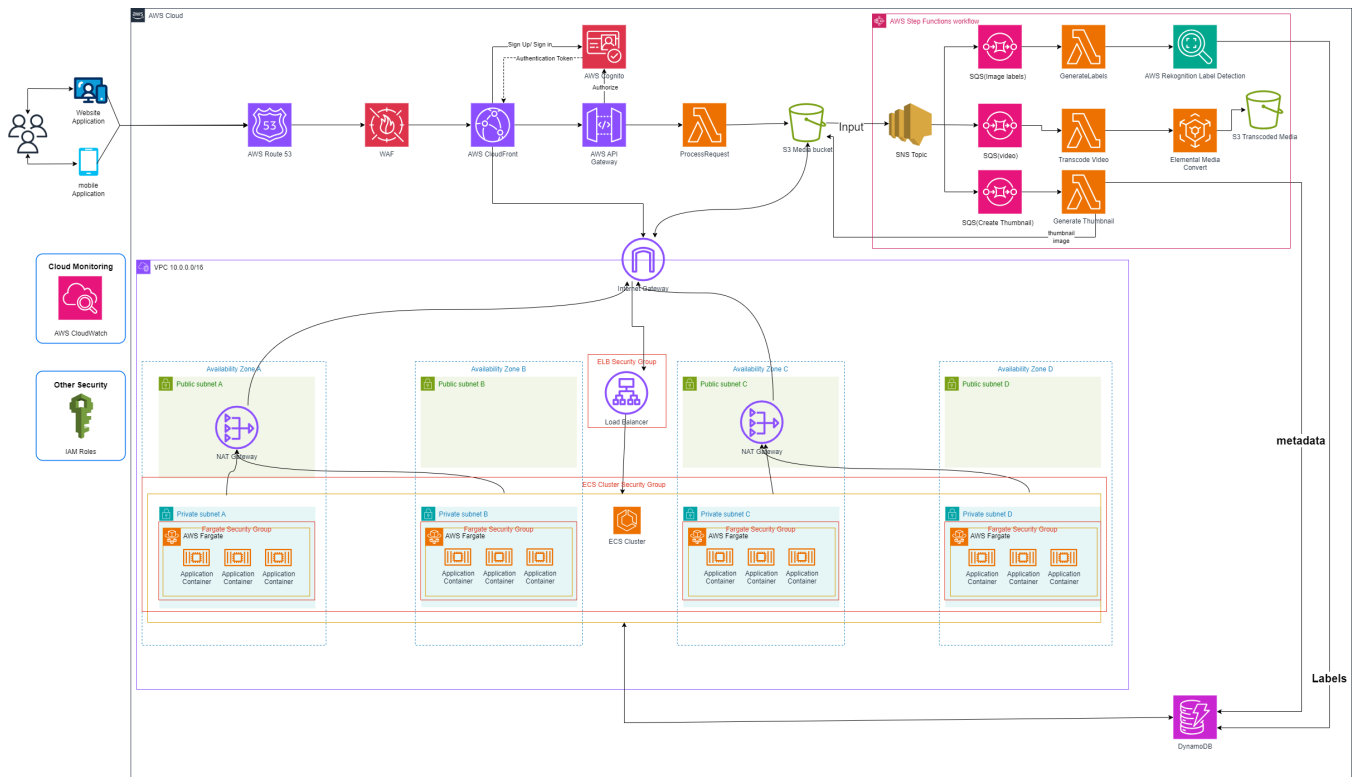 AWS Cloud
AWS Step Functions workflow
Sign Up/ Sign in
Authentication Token
AWS Cognito
Authorize
SQS(Image labels)
GenerateLabels
AWS Rekognition Label Detection
Website
Application
mobile
Application
53
AWS Route 53
WAF
AWS CloudFront
AWS API
Gateway
ProcessRequest
S3 Media bucket
Input
SNS Topic
SQS(video)
Transcode Video
Elemental Media
Convert
S3 Transcoded Media
SQS(Create Thumbnail)
Generate Thumbnail
thumbnail
image
Cloud Monitoring
AWS CloudWatch
Other Security
IAM Roles
VPC 10.0.0.0/16
Internet Gateway
Availability Zone A
Public subnet A
NAT Gateway
Availability Zone B
Public subnet B
ELB Security Group
Load Balancer
Availability Zone C
Public subnet C
NAT Gateway
Availability Zone D
Public subnet D
metadata
ECS Cluster Security Group
ECS Cluster
Private subnet A
Fargate Security Group
AWS Fargate
Application
Container
Application
Container
Application
Container
Private subnet B
Fargate Security Group
AWS Fargate
Application
Container
Application
Container
Application
Container
Private subnet C
Fargate Security Group
AWS Fargate
Application
Container
Application
Container
Application
Container
Private subnet D
Fargate Security Group
AWS Fargate
Application
Container
Application
Container
Application
Container
Labels
DynamoDB